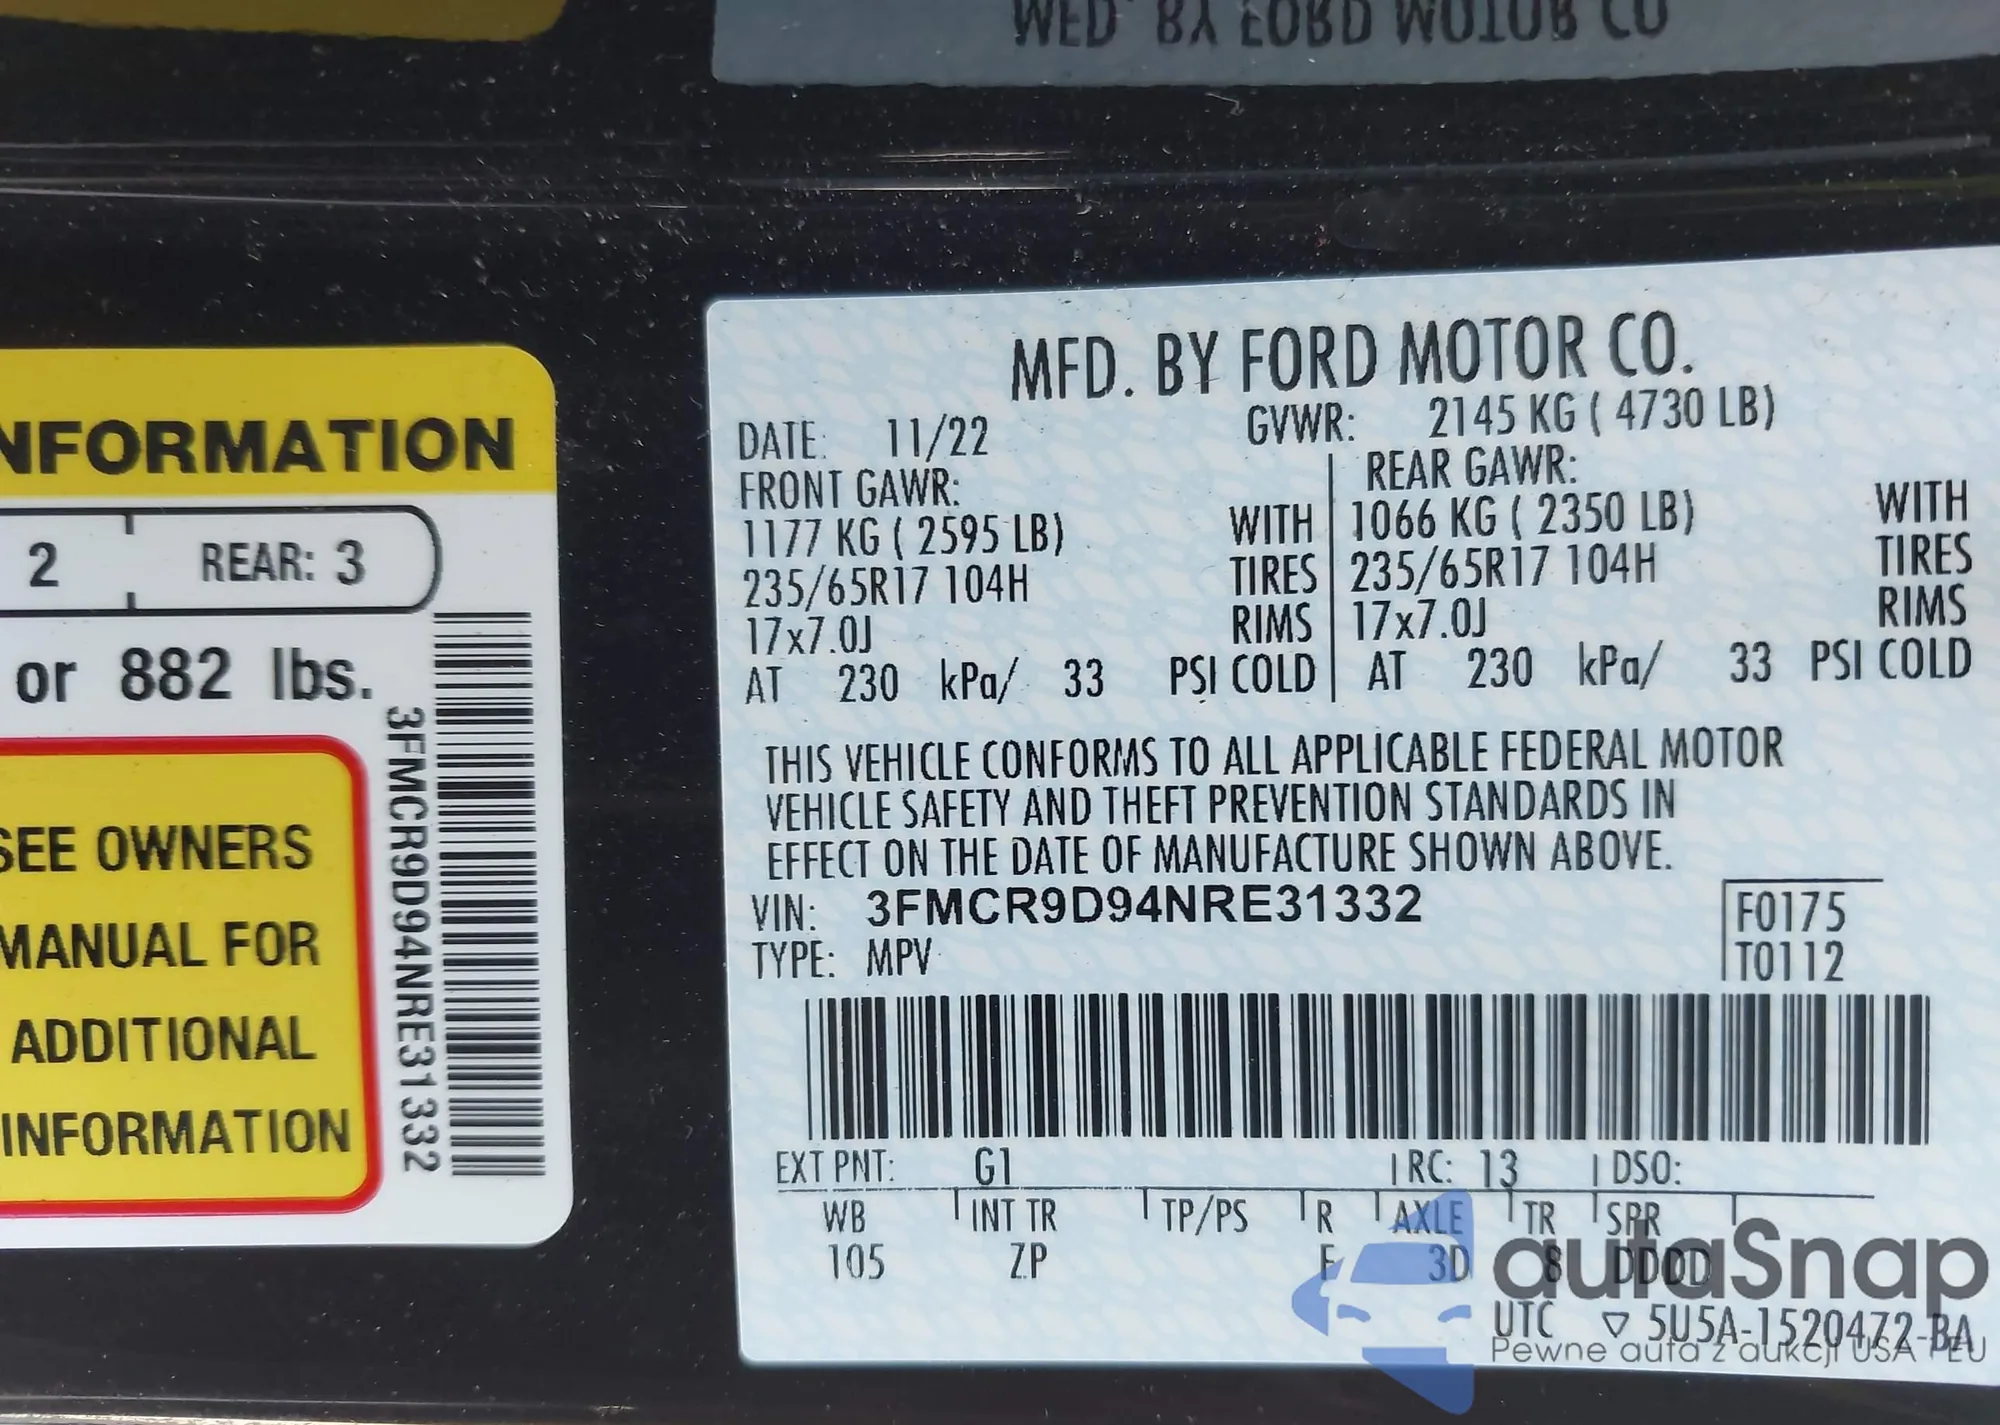 MFD. BY FORD MOTOR CO
NFORMATION
2 REAR: 3
or 882 lbs.
3FMCR9D94NRE31332
SEE OWNERS
MANUAL FOR
ADDITIONAL
INFORMATION
MFD. BY FORD MOTOR CO.
DATE: 11/22 GVWR: 2145 KG ( 4730 LB)
FRONT GAWR: REAR GAWR:
1177 KG ( 2595 LB) WITH 1066 KG ( 2350 LB) WITH
235/65R17 104H TIRES 235/65R17 104H TIRES
17x7.0J RIMS 17x7.0J RIMS
AT 230 kPa/ 33 PSI COLD AT 230 kPa/ 33 PSI COLD
THIS VEHICLE CONFORMS TO ALL APPLICABLE FEDERAL MOTOR
VEHICLE SAFETY AND THEFT PREVENTION STANDARDS IN
EFFECT ON THE DATE OF MANUFACTURE SHOWN ABOVE.
VIN: 3FMCR9D94NRE31332 F0175
TYPE: MPV T0112
EXT PNT: G1 RC: 13 DSO:
WB INT TR TP/PS R AXLE TR SPR
105 ZP F 3D 8 DDDD
UTC ▽ 5U5A-1520472-BA
autoSnap
Pewne auta z aukcji USA i EU